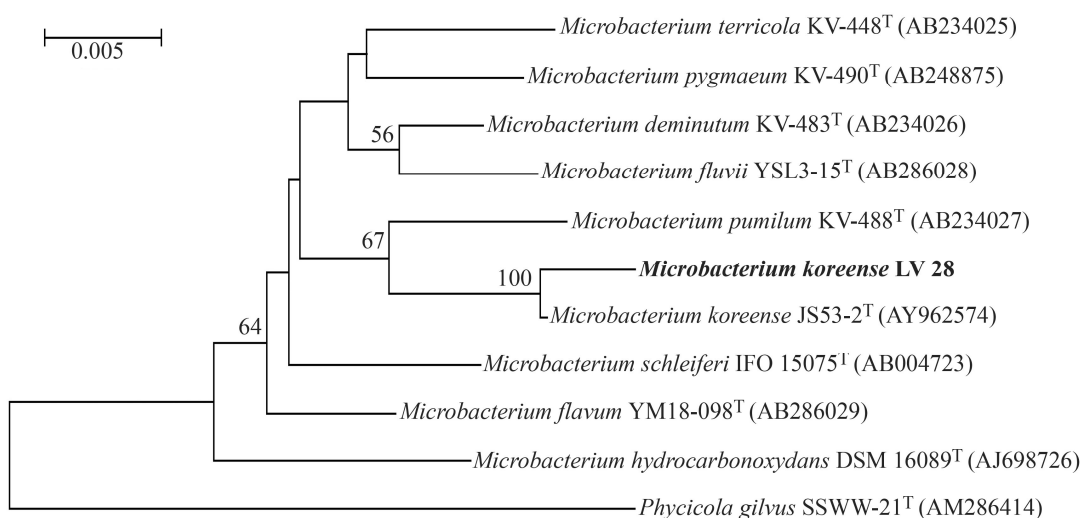 0.005
Microbacterium terricola KV-448T (AB234025)
Microbacterium pygmaeum KV-490T (AB248875)
Microbacterium deminutum KV-483T (AB234026)
56
Microbacterium fluvii YSL3-15T (AB286028)
Microbacterium pumilum KV-488T (AB234027)
67
Microbacterium koreense LV 28
100
Microbacterium koreense JS53-2T (AY962574)
64
Microbacterium schleiferi IFO 15075T (AB004723)
Microbacterium flavum YM18-098T (AB286029)
Microbacterium hydrocarbonoxydans DSM 16089T (AJ698726)
Phycicola gilvus SSWW-21T (AM286414)